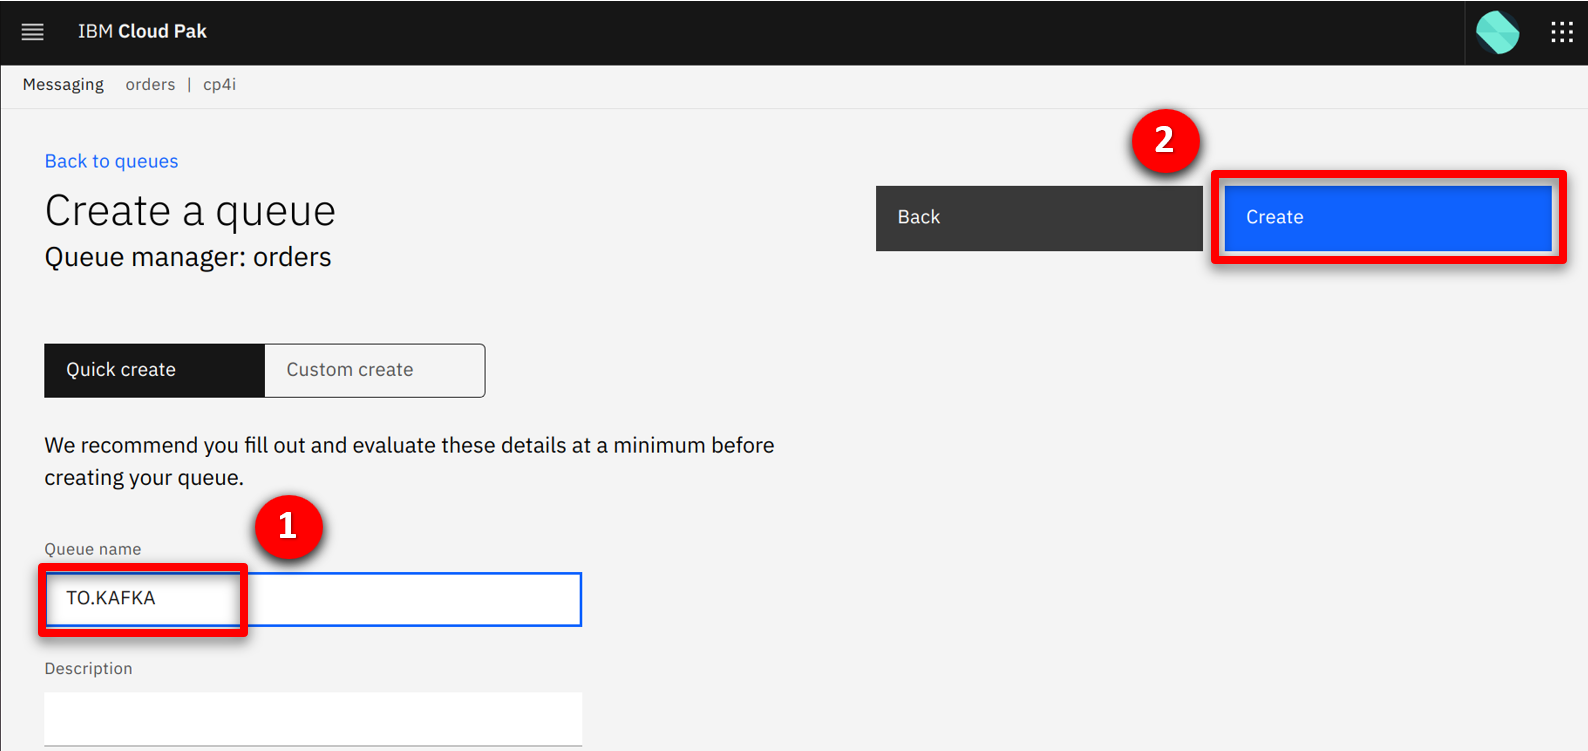 IBM Cloud Pak
Messaging orders | cp4i
Back to queues
Create a queue
Queue manager: orders
2
Back
Create
Quick create
Custom create
We recommend you fill out and evaluate these details at a minimum before
creating your queue.
1
Queue name
TO.KAFKA
Description